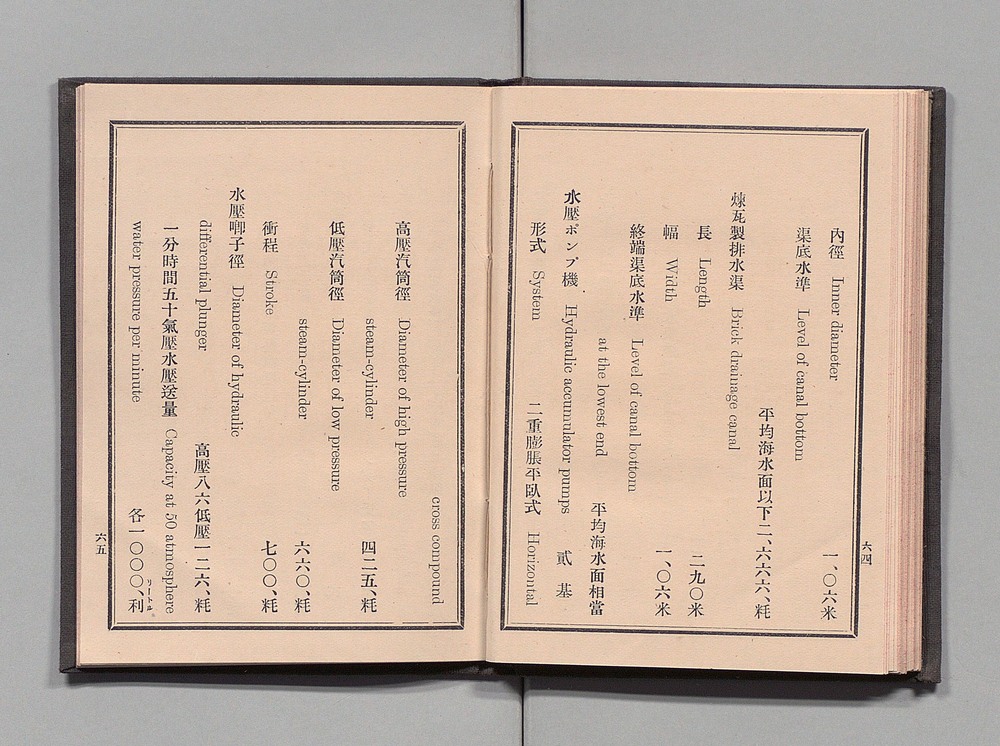 六四
內徑 Inner diameter 一、〇六米
渠底水準 Level of canal bottom
平均海水面以下二、六六六、粍
煉瓦製排水渠 Brick drainage canal
長 Length 二九〇米
幅 Width 一、〇六米
終端渠底水準 Level of canal bottom
at the lowest end 平均海水面相當
水壓ポンプ機 Hydraulic accumulator pumps 貳基
形式 System 二重膨脹平臥式 Horizontal
cross compound
高壓汽筒徑 Diameter of high pressure
steam-cylinder 四二五、粍
低壓汽筒徑 Diameter of low pressure
steam-cylinder 六六〇、粍
衝程 Stroke 七〇〇、粍
水壓喞子徑 Diameter of hydraulic
differential plunger 高壓八六低壓一二六、粍
一分時間五十氣壓水壓送量 Capacity at 50 atmosphere
water pressure per minute 各一〇〇〇、利
リートル
六五